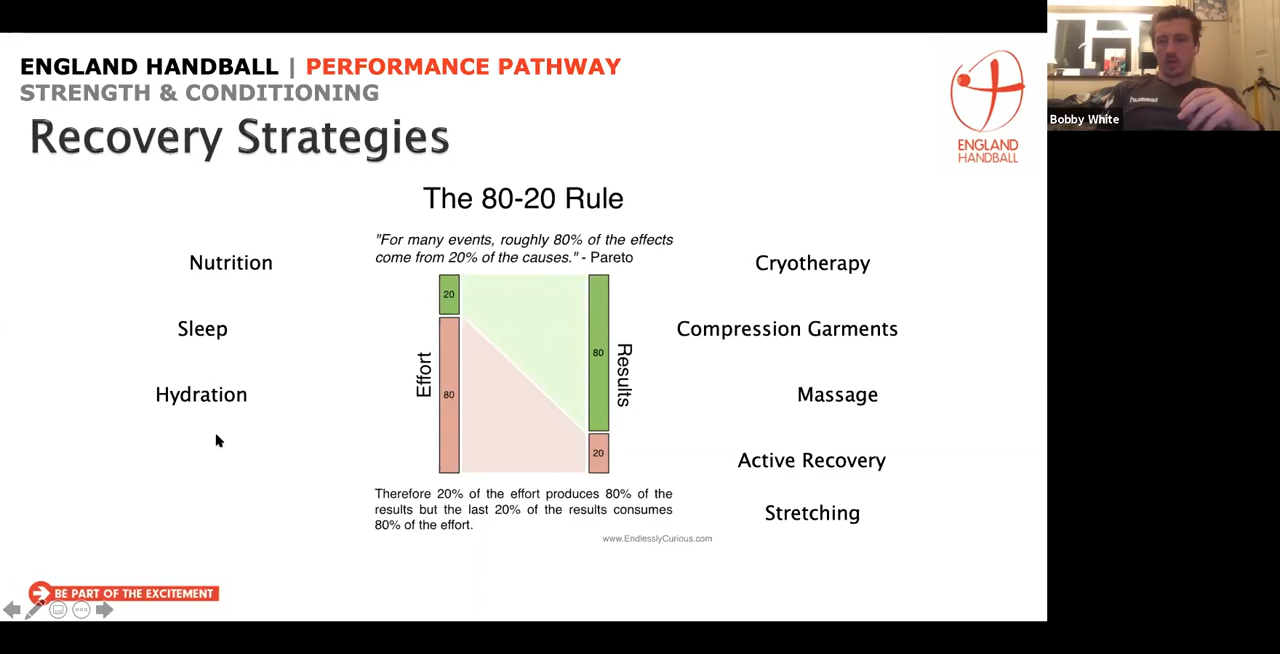 ENGLAND HANDBALL | PERFORMANCE PATHWAY
STRENGTH & CONDITIONING
Recovery Strategies
ENGLAND
HANDBALL
hummel
Bobby White
The 80-20 Rule
"For many events, roughly 80% of the effects
come from 20% of the causes." - Pareto
Nutrition
Sleep
Hydration
Effort
20
80
80
20
Results
Therefore 20% of the effort produces 80% of the
results but the last 20% of the results consumes
80% of the effort.
www.EndlesslyCurious.com
Cryotherapy
Compression Garments
Massage
Active Recovery
Stretching
BE PART OF THE EXCITEMENT